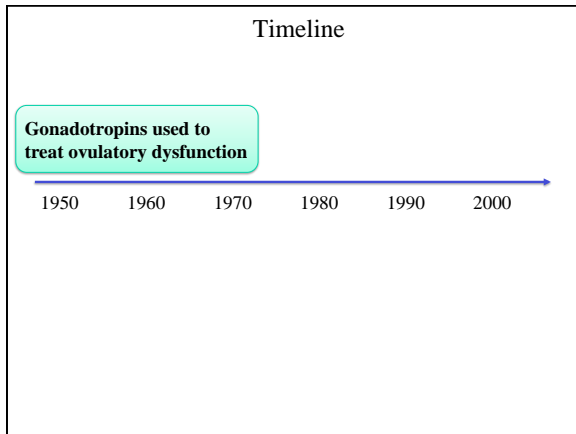 Timeline
Gonadotropins used to
treat ovulatory dysfunction
1950 1960 1970 1980 1990 2000